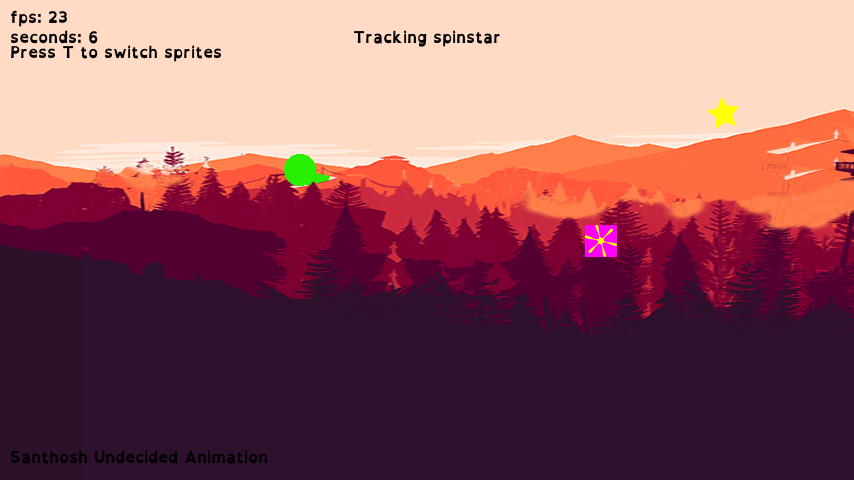 fps: 23
seconds: 6
Tracking spinstar
Press T to switch sprites
Santhosh Undecided Animation